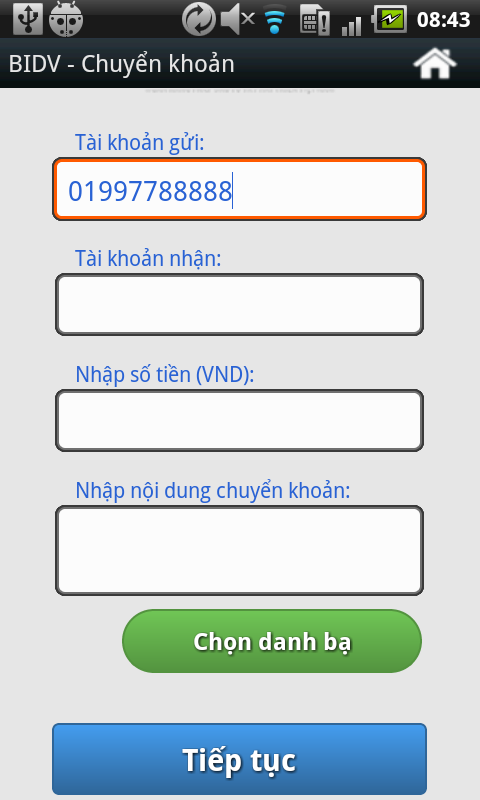 08:43
BIDV - Chuyển khoản
Tài khoản gửi:
01997788888
Tài khoản nhận:
Nhập số tiền (VND):
Nhập nội dung chuyển khoản:
Chọn danh bạ
Tiếp tục